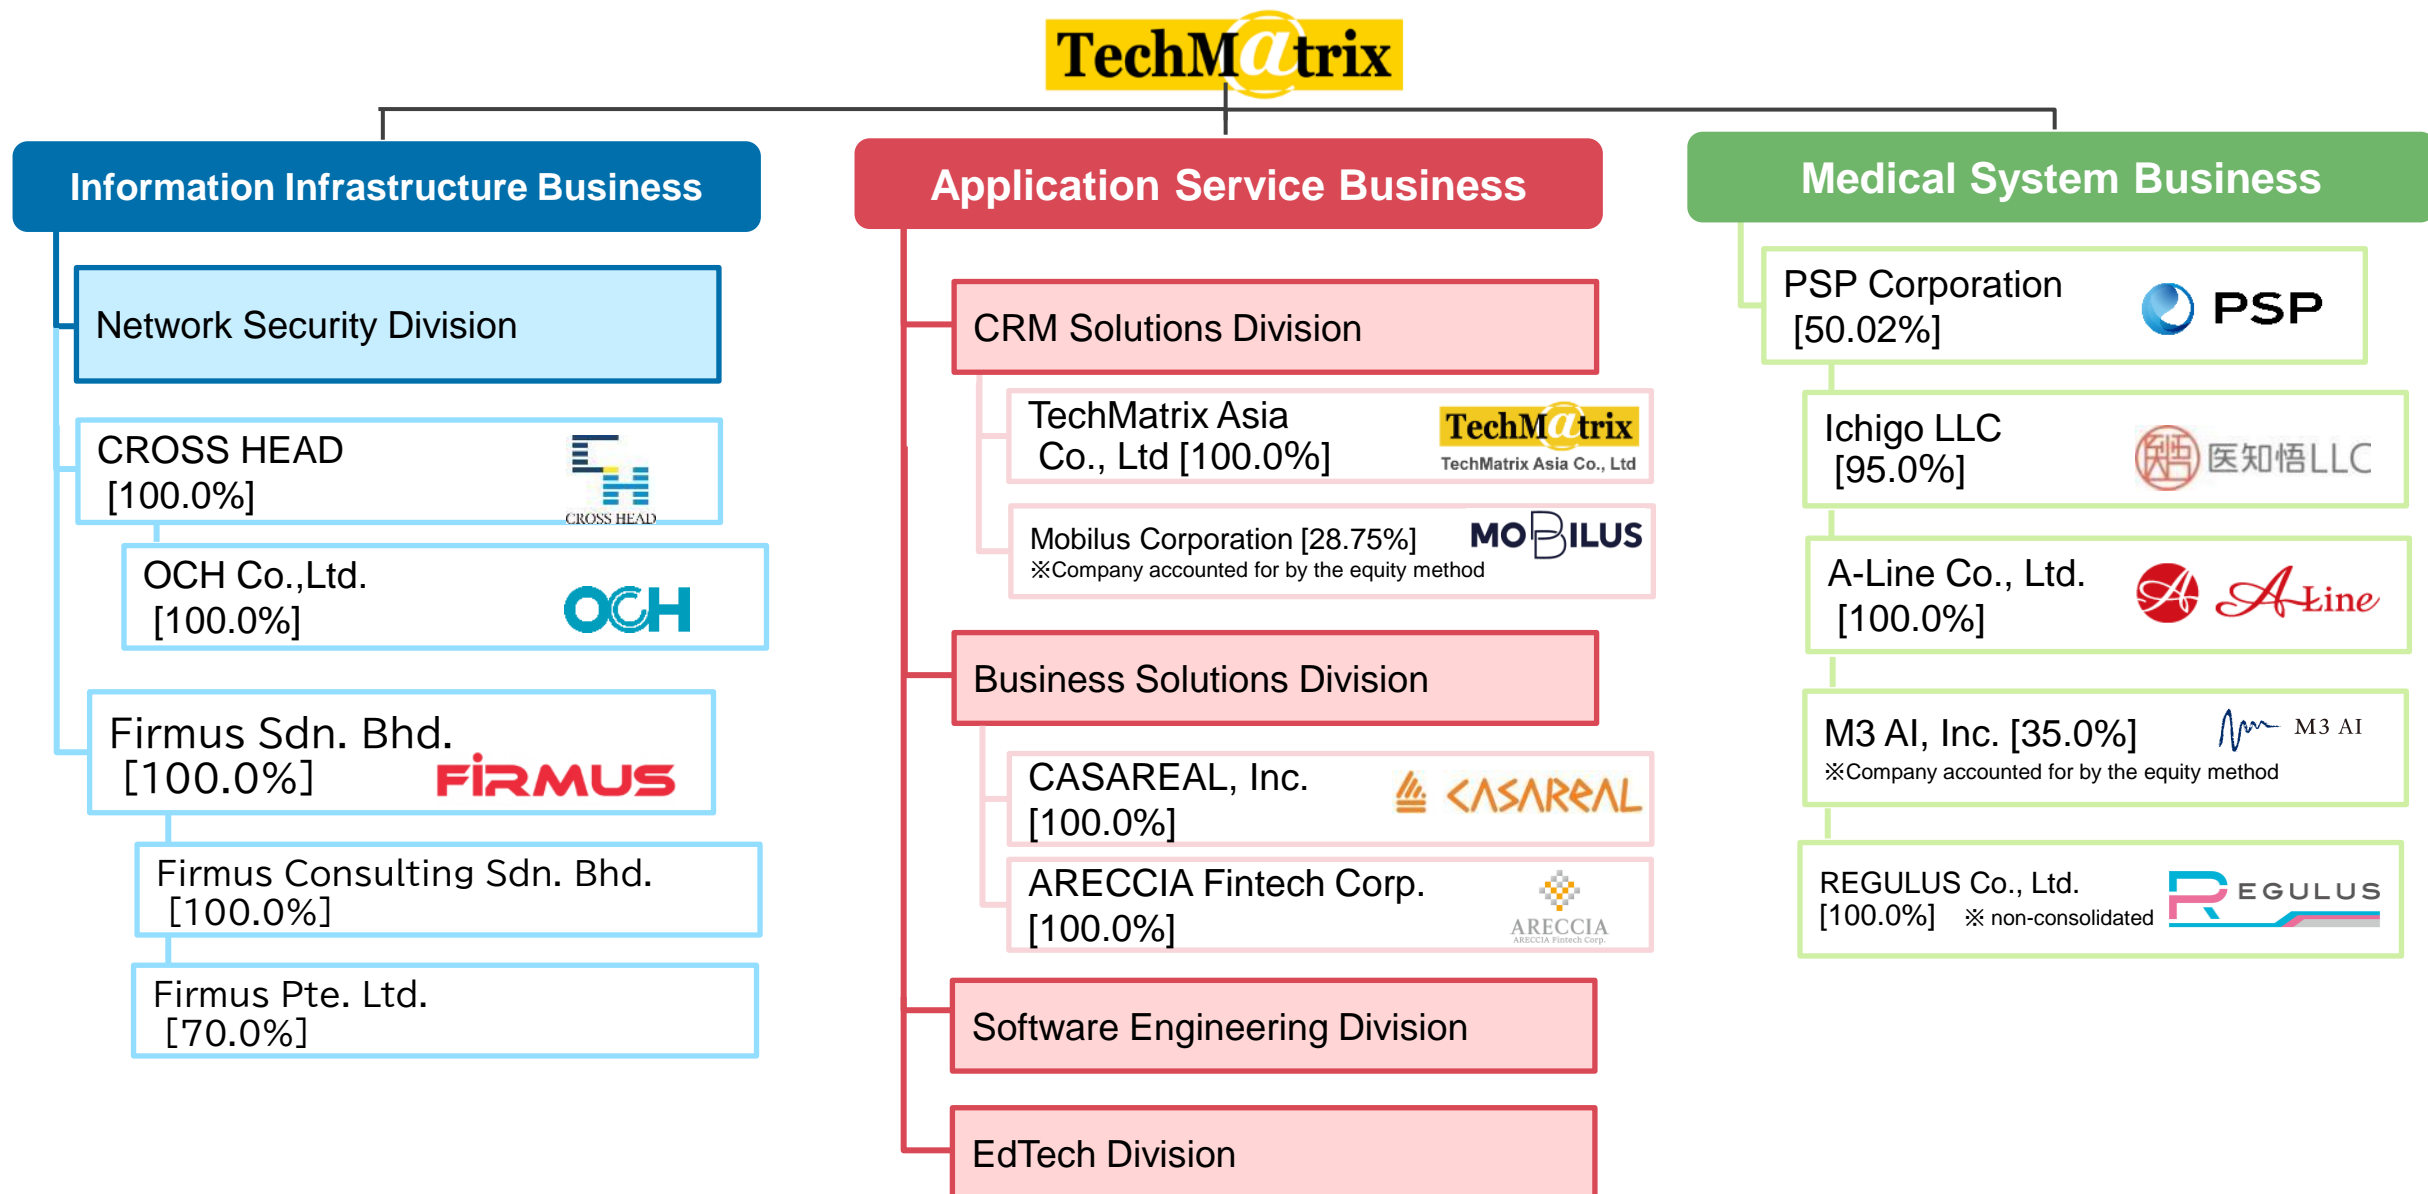 TechM@trix
Information Infrastructure Business
Network Security Division
CROSS HEAD
[100.0%]
CH
CROSS HEAD
OCH Co.,Ltd.
[100.0%]
OCH
Firmus Sdn. Bhd.
[100.0%]
FIRMUS
Firmus Consulting Sdn. Bhd.
[100.0%]
Firmus Pte. Ltd.
[70.0%]
Application Service Business
CRM Solutions Division
TechMatrix Asia
Co., Ltd [100.0%]
TechM@trix
TechMatrix Asia Co., Ltd
Mobilus Corporation [28.75%]
※Company accounted for by the equity method
MOBILUS
Business Solutions Division
CASAREAL, Inc.
[100.0%]
CASAREAL
ARECCIA Fintech Corp.
[100.0%]
ARECCIA
ARECCIA Fintech Corp.
Software Engineering Division
EdTech Division
Medical System Business
PSP Corporation
[50.02%]
PSP
Ichigo LLC
[95.0%]
医知悟LLC
A-Line Co., Ltd.
[100.0%]
A
A-Line
M3 AI, Inc. [35.0%]
※Company accounted for by the equity method
M3 AI
REGULUS Co., Ltd.
[100.0%] ※ non-consolidated
REGULUS